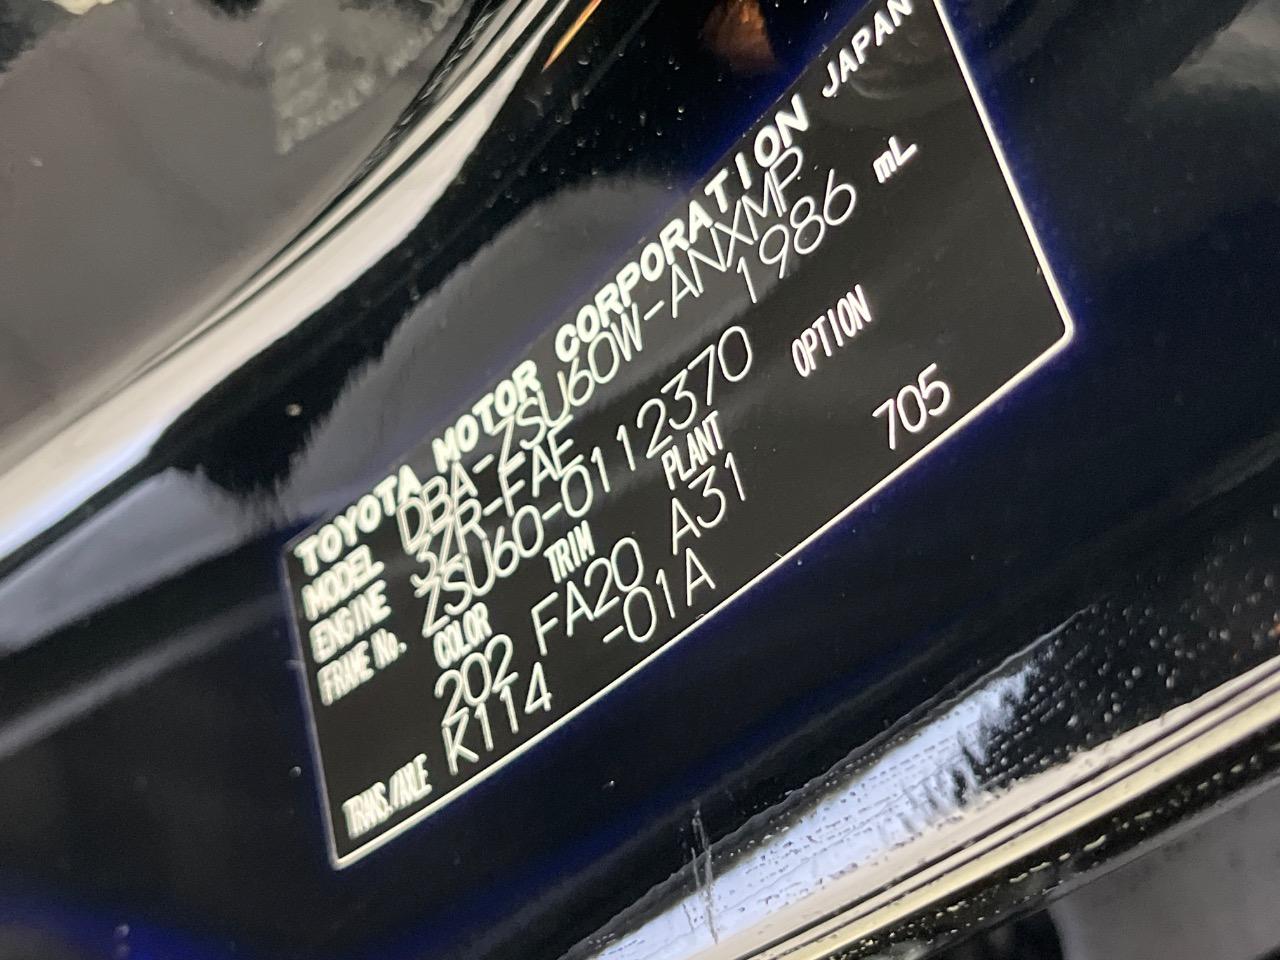 TOYOTA MOTOR CORPORATION JAPAN
MODEL DBA-ZSU60W-ANXMP
ENGINE 3ZR-FAE 1986 mL
FRAME No. ZSU60-0112370
COLOR TRIM PLANT OPTION
202 FA20 A31 705
TRANS./AXLE K114 -01A